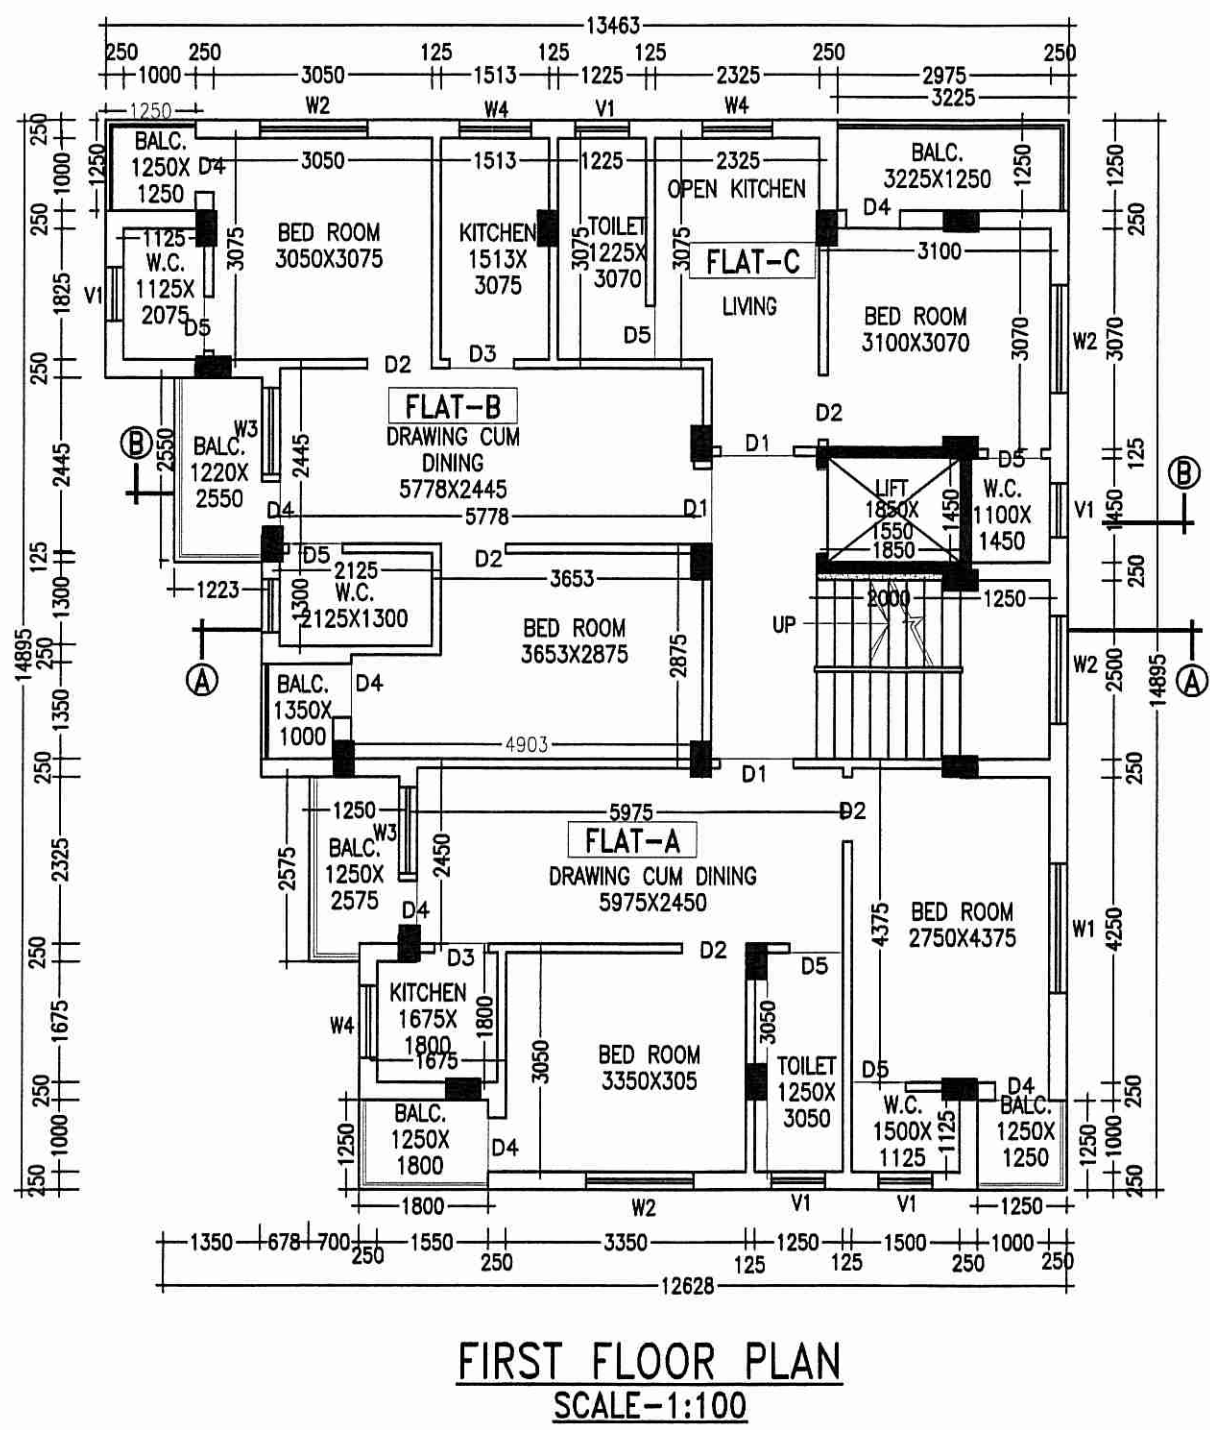 13463
250 250 125 125 125 250 250
1000 3050 1513 1225 2325 2975
3225
1250 W2 W4 V1 W4
250 1000 250 1825 250 2445 125 1300 250 1350 250 2325 250 1675 250 1000 250
14895
1250
BALC.
1250X
1250
D4
3050 1513 1225 2325
OPEN KITCHEN
BALC.
3225X1250
1250
D4
1125
W.C.
1125X
2075
V1
D5
3075
BED ROOM
3050X3075
KITCHEN
1513X
3075
3075
TOILET
1225X
3070
3075
FLAT-C
LIVING
D5
3100
BED ROOM
3100X3070
3070
W2
D2
D3
D2
FLAT-B
DRAWING CUM
DINING
5778X2445
5778
D1
D1
B
2550
W3
BALC.
1220X
2550
2445
D4
LIFT
1850X
1550
1850
1450
D5
W.C.
1100X
1450
V1
B
1250 250 3070 125 1450 250 2500 250 4250 250 1000 250
14895
1223
D5
2125
W.C.
2125X1300
1300
D2
3653
BED ROOM
3653X2875
2875
2000
1250
UP
W2
A
A
BALC.
1350X
1000
D4
4903
D1
1250
W3
BALC.
1250X
2575
2575
D4
2450
5975
D2
FLAT-A
DRAWING CUM DINING
5975X2450
4375
BED ROOM
2750X4375
W1
D3
D2
D5
W4
KITCHEN
1675X
1800
1675
1800
3050
BED ROOM
3350X305
3050
TOILET
1250X
3050
D5
D4
1250
BALC.
1250X
1800
D4
W.C.
1500X
1125
1125
BALC.
1250X
1250
1250
1800
W2
V1
V1
1250
1350 678 700 1550 3350 1250 1500 1000
250 250 125 125 250 250
12628
FIRST FLOOR PLAN
SCALE-1:100